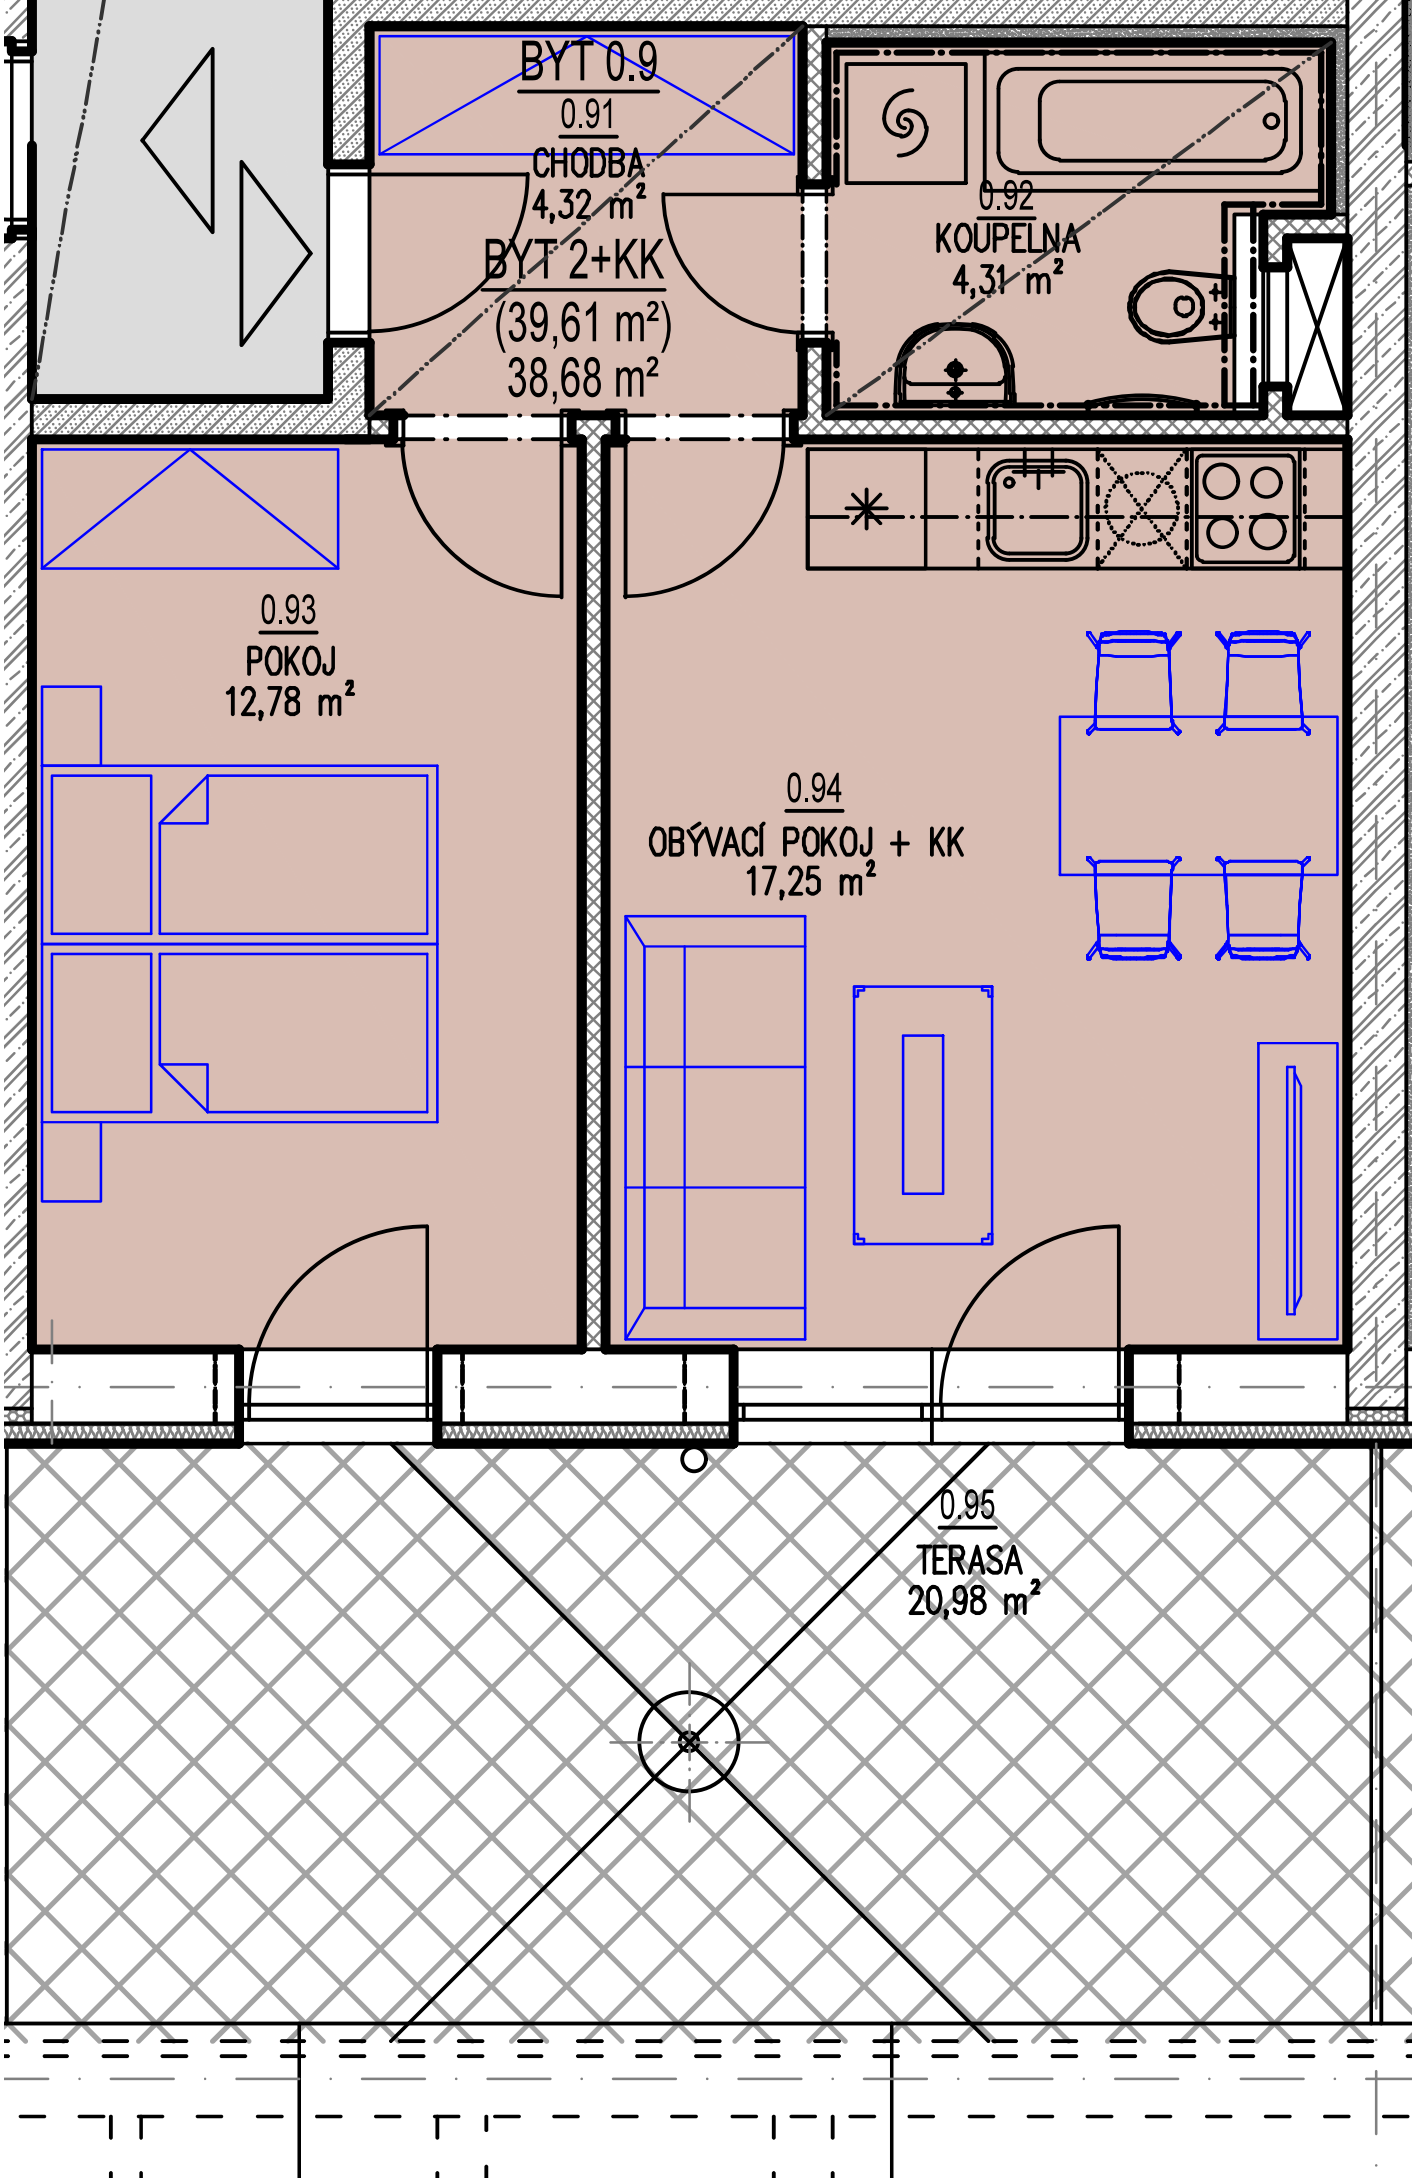 BYT 0.9
0.91
CHODBA
4,32 m²
BYT 2+KK
(39,61 m²)
38,68 m²
0.92
KOUPELNA
4,31 m²
0.93
POKOJ
12,78 m²
0.94
OBÝVACÍ POKOJ + KK
17,25 m²
0.95
TERASA
20,98 m²